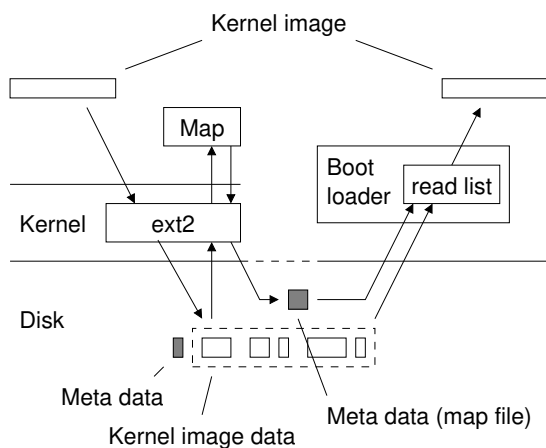 Kernel image
Map
Boot
loader
read list
Kernel
ext2
Disk
Meta data
Meta data (map file)
Kernel image data